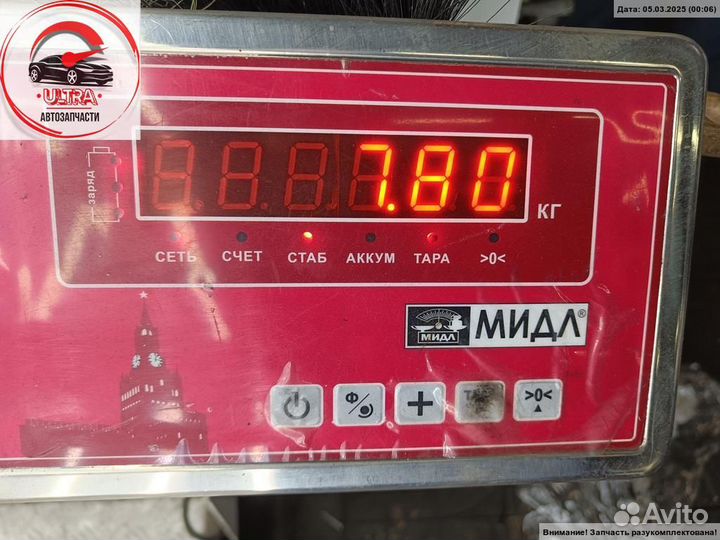 Дата: 05.03.2025 (00:06)
ULTRA
АВТОЗАПЧАСТИ
заряд
7.80
КГ
СЕТЬ СЧЕТ СТАБ АККУМ ТАРА >0<
МИДЛ
МИДЛ®
Ф + >0<
Avito
Внимание! Запчасть разукомплектована!